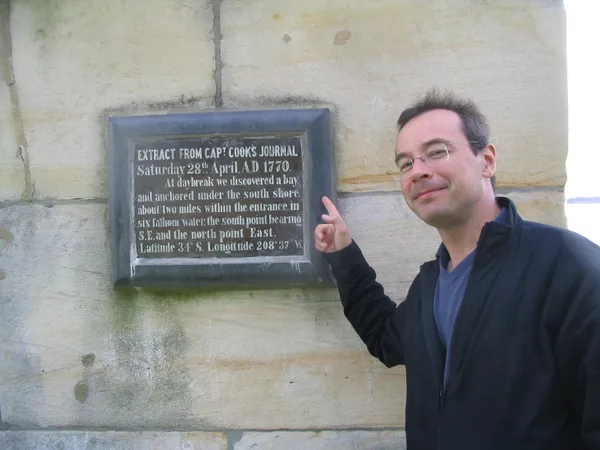 EXTRACT FROM CAPT COOK'S JOURNAL
Saturday 28th April, A.D 1770.
At daybreak we discovered a bay,
and anchored under the south shore
about two miles within the entrance in
six fathom water, the south point bearing
S.E. and the north point East.
Latitude 34° S. Longitude 208° 37' W.